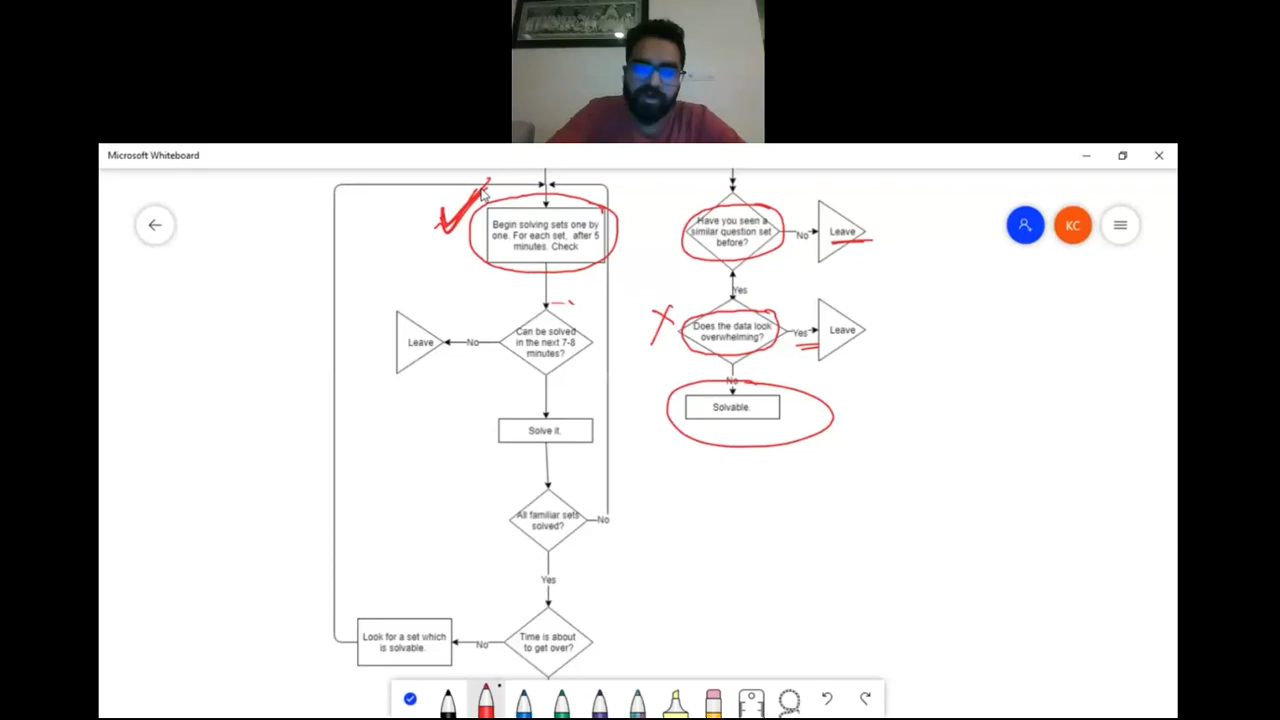 Microsoft Whiteboard
KC
Begin solving sets one by
one. For each set, after 5
minutes. Check
Have you seen a
similar question set
before?
No
Leave
Yes
Can be solved
in the next 7-8
minutes?
No
Leave
Does the data look
overwhelming?
Yes
Leave
No
Solvable.
Solve it.
All familiar sets
solved?
No
Yes
Time is about
to get over?
No
Look for a set which
is solvable.